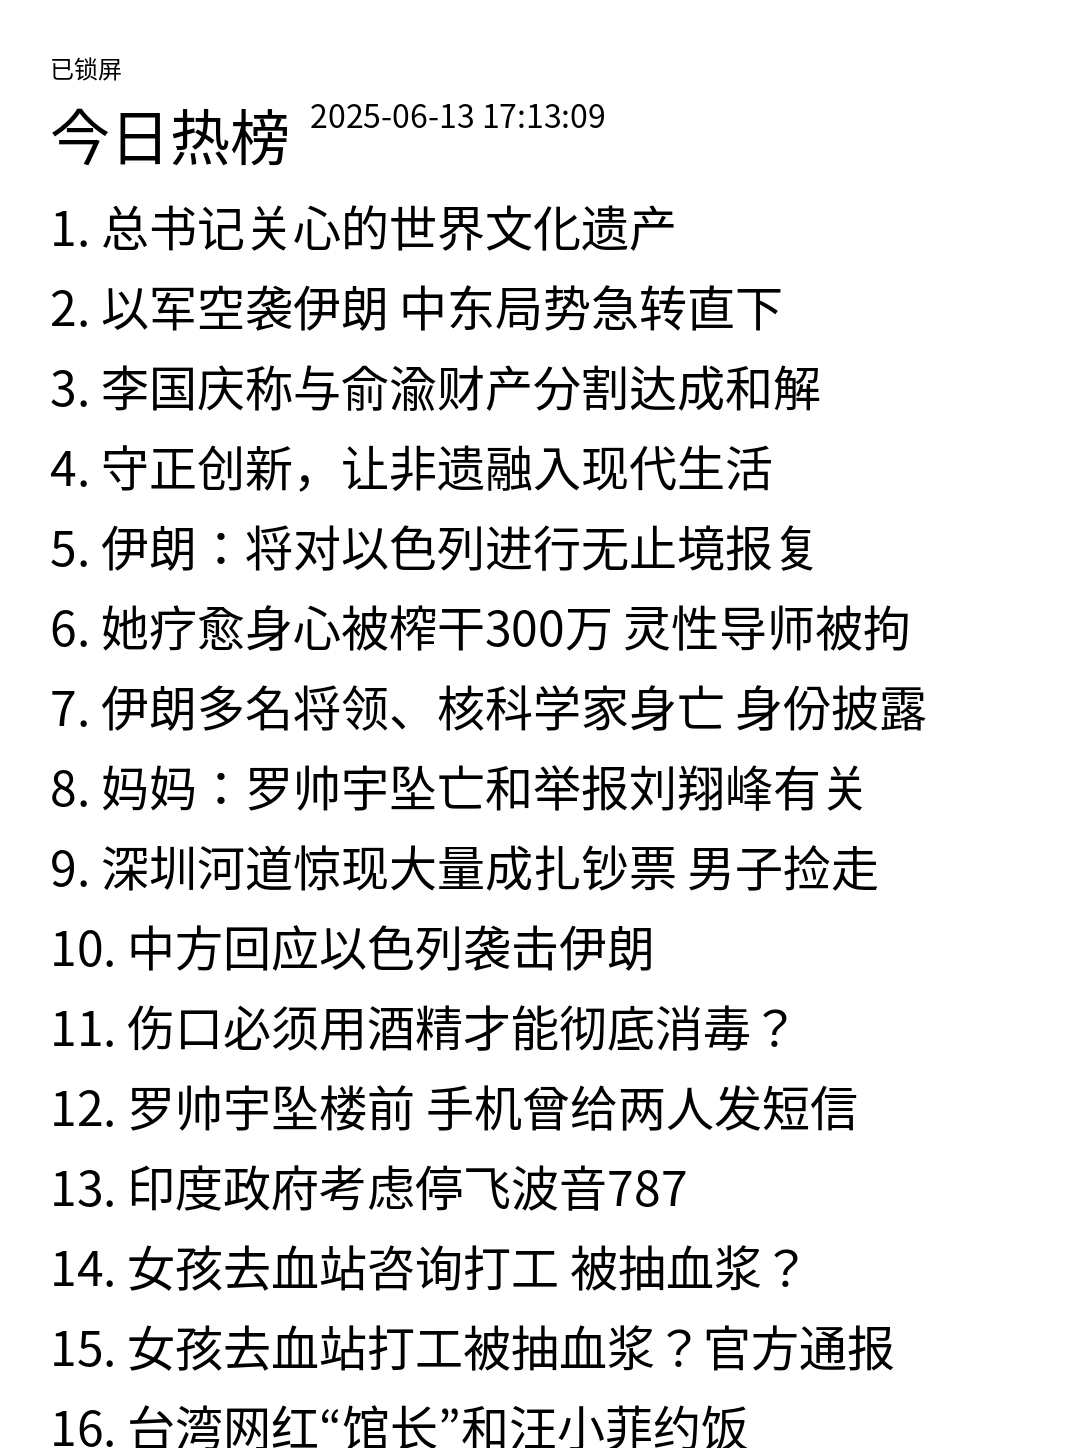 已锁屏
今日热榜 2025-06-13 17:13:09
1. 总书记关心的世界文化遗产
2. 以军空袭伊朗 中东局势急转直下
3. 李国庆称与俞渝财产分割达成和解
4. 守正创新，让非遗融入现代生活
5. 伊朗：将对以色列进行无止境报复
6. 她疗愈身心被榨干300万 灵性导师被拘
7. 伊朗多名将领、核科学家身亡 身份披露
8. 妈妈：罗帅宇坠亡和举报刘翔峰有关
9. 深圳河道惊现大量成扎钞票 男子捡走
10. 中方回应以色列袭击伊朗
11. 伤口必须用酒精才能彻底消毒？
12. 罗帅宇坠楼前 手机曾给两人发短信
13. 印度政府考虑停飞波音787
14. 女孩去血站咨询打工 被抽血浆？
15. 女孩去血站打工被抽血浆？官方通报
16. 台湾网红“馆长”和汪小菲约饭